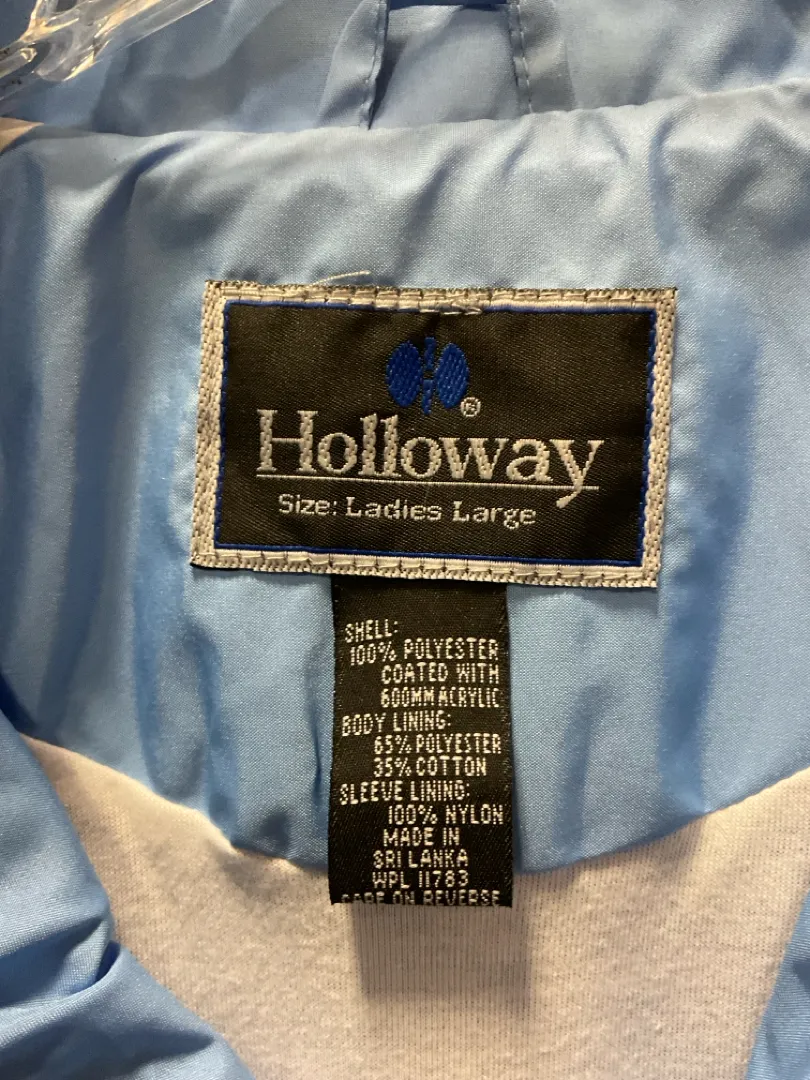 H®
Holloway
Size: Ladies Large
SHELL:
100% POLYESTER
COATED WITH
600MM ACRYLIC
BODY LINING:
65% POLYESTER
35% COTTON
SLEEVE LINING:
100% NYLON
MADE IN
SRI LANKA
WPL 11783
CARE ON REVERSE